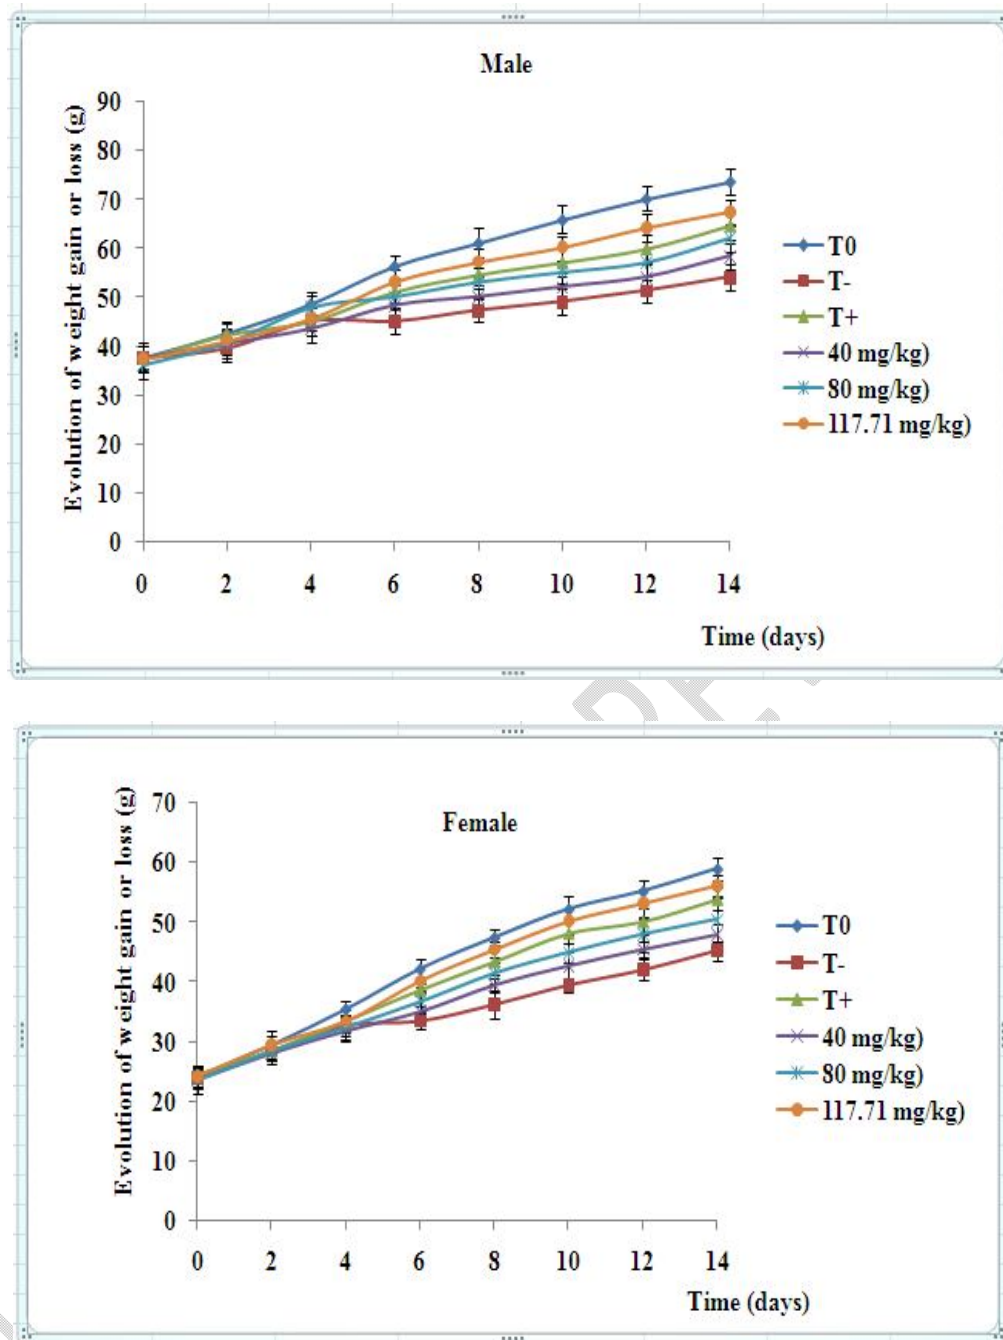 Male
Evolution of weight gain or loss (g)
90
80
70
60
50
40
30
20
10
0
0 2 4 6 8 10 12 14
Time (days)
T0
T-
T+
40 mg/kg)
80 mg/kg)
117.71 mg/kg)
Female
Evolution of weight gain or loss (g)
70
60
50
40
30
20
10
0
0 2 4 6 8 10 12 14
Time (days)
T0
T-
T+
40 mg/kg)
80 mg/kg)
117.71 mg/kg)